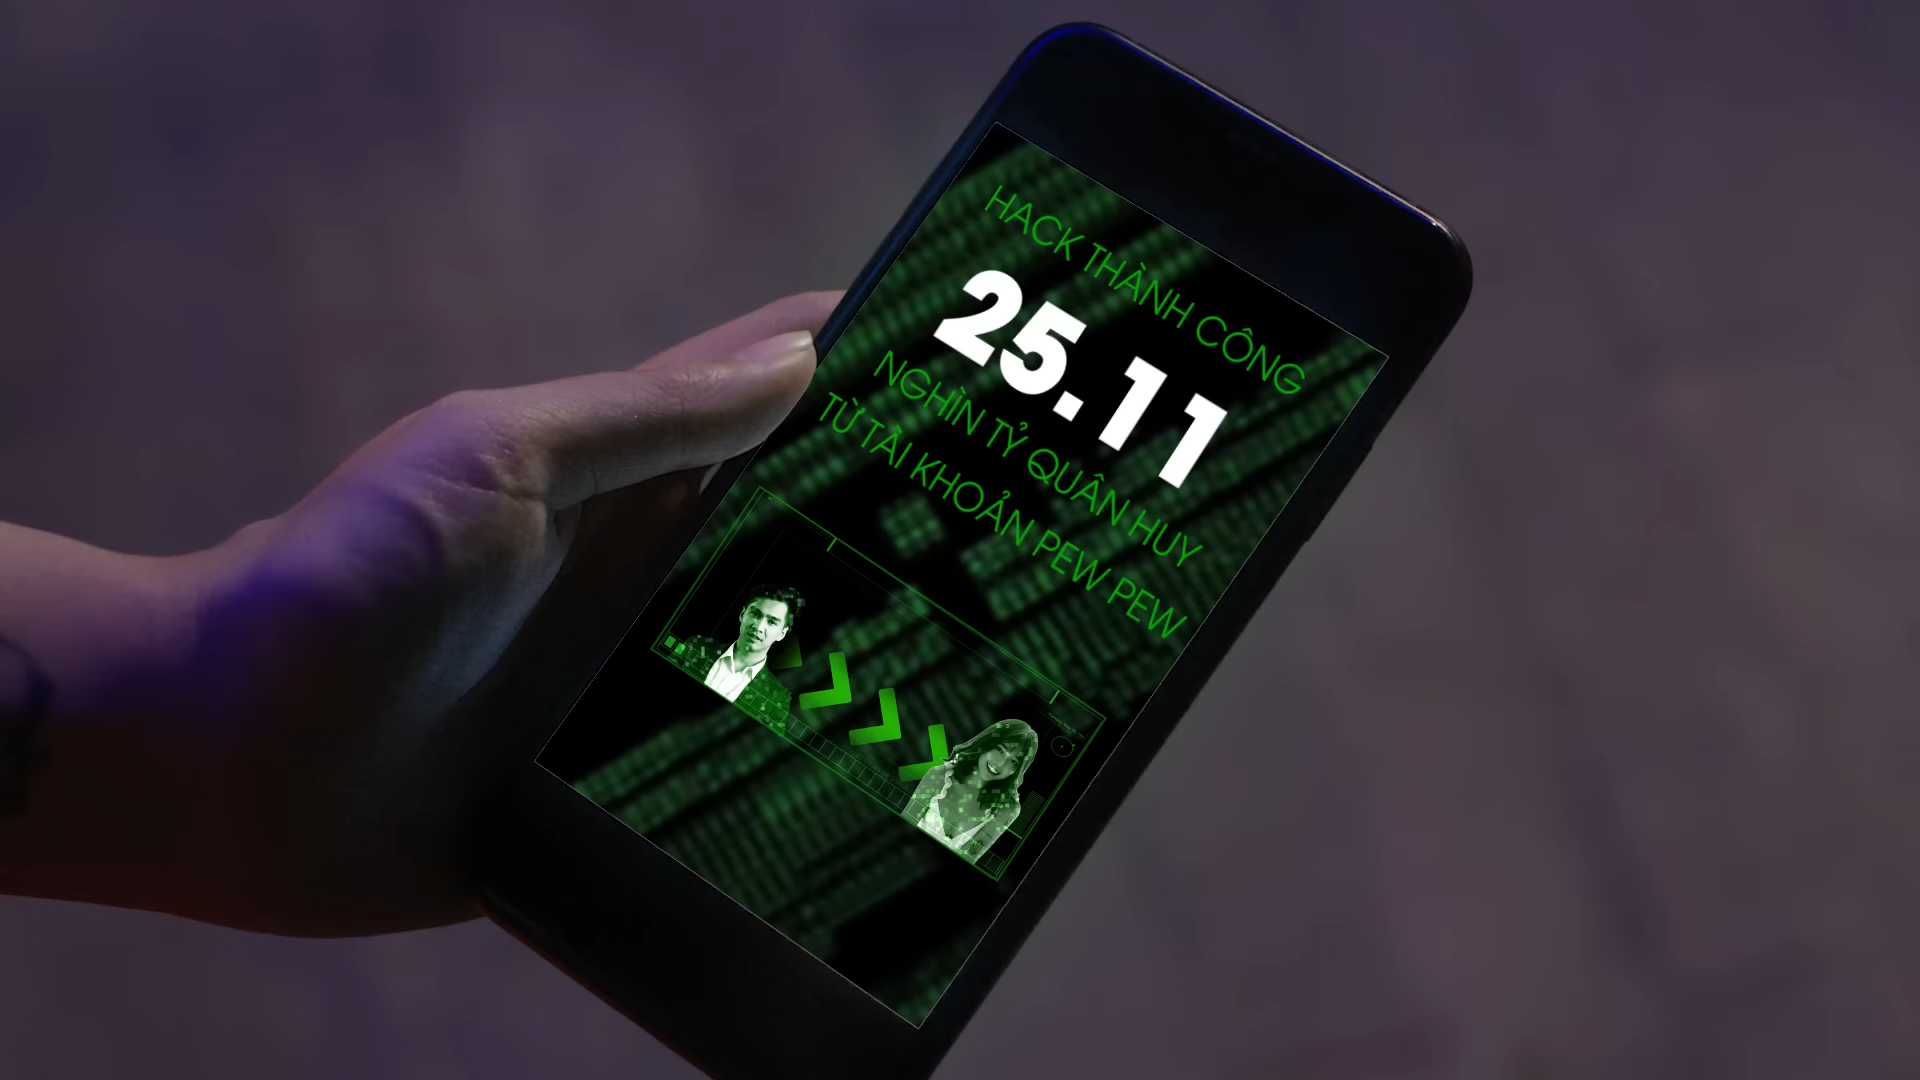 HACK THÀNH CÔNG
25.11
NGHÌN TỶ QUÂN HUY
TỪ TÀI KHOẢN PEW PEW